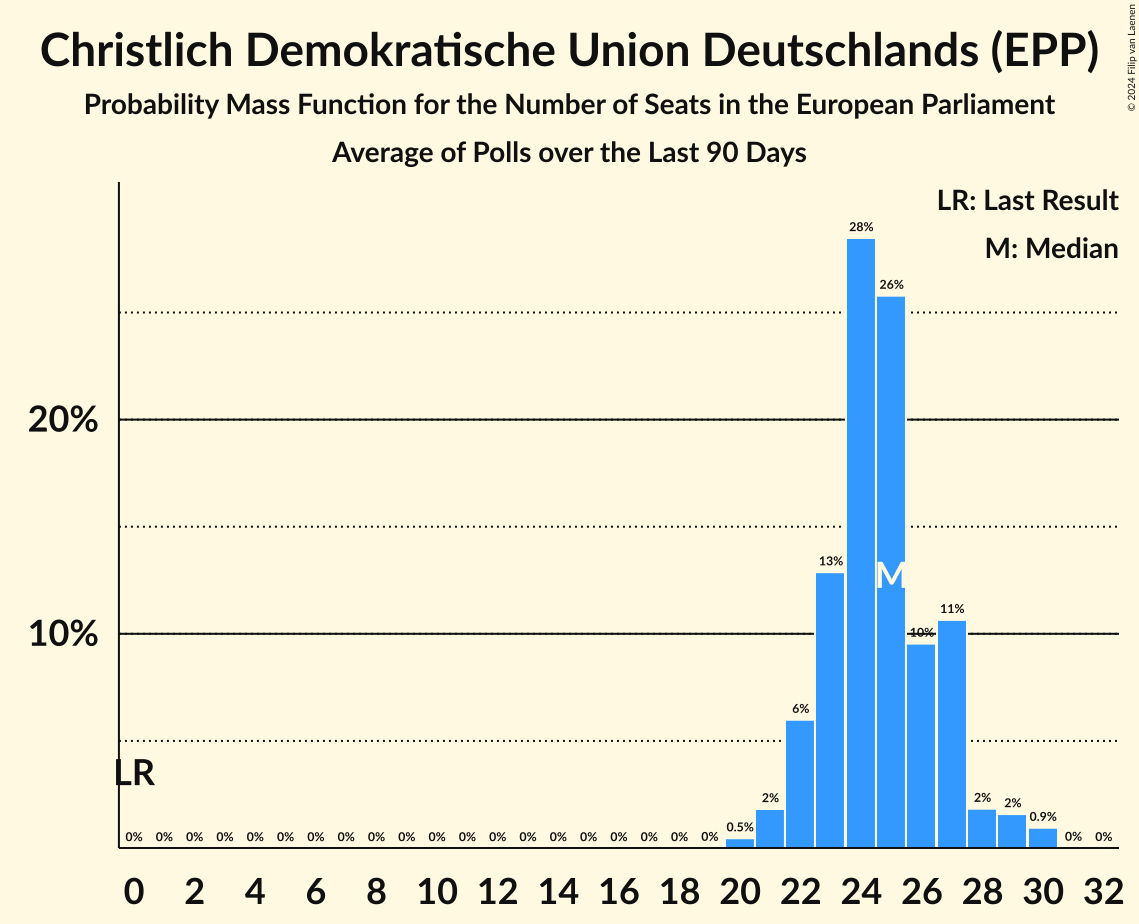 Christlich Demokratische Union Deutschlands (EPP)
Probability Mass Function for the Number of Seats in the European Parliament
Average of Polls over the Last 90 Days
© 2024 Filip van Laenen
LR: Last Result
M: Median
28%
26%
20%
13%
M
11%
10%
10%
6%
LR
2%
2%
2%
0.9%
0.5%
0% 0% 0% 0% 0% 0% 0% 0% 0% 0% 0% 0% 0% 0% 0% 0% 0% 0% 0% 0% 0% 0%
0 2 4 6 8 10 12 14 16 18 20 22 24 26 28 30 32